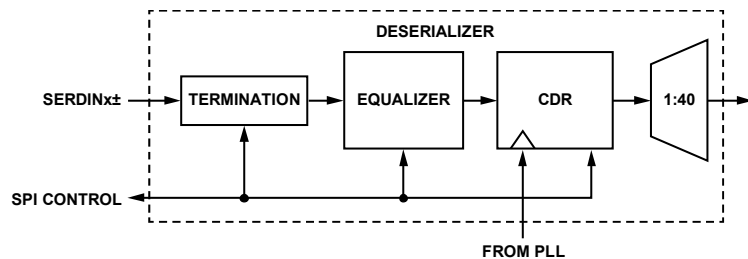 DESERIALIZER
SERDINx±
TERMINATION
EQUALIZER
CDR
1:40
SPI CONTROL
FROM PLL